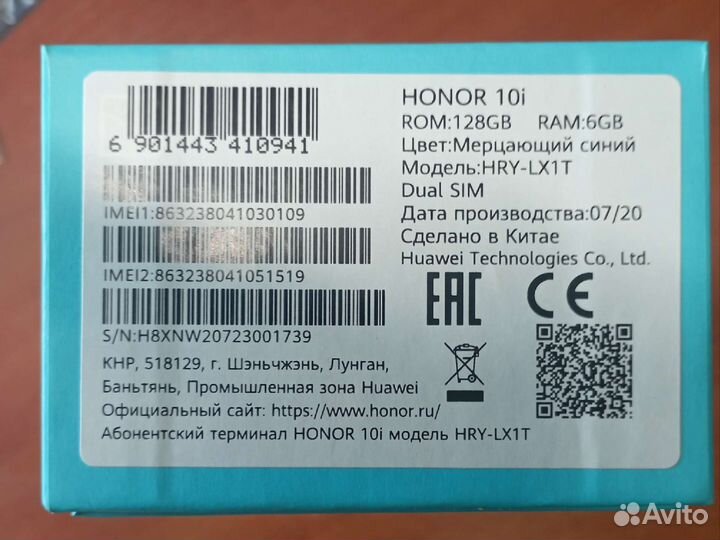 6 901443 410941
IMEI1:863238041030109
IMEI2:863238041051519
S/N:H8XNW20723001739
HONOR 10i
ROM:128GB RAM:6GB
Цвет:Мерцающий синий
Модель:HRY-LX1T
Dual SIM
Дата производства:07/20
Сделано в Китае
Huawei Technologies Co., Ltd.
EAC CE
КНР, 518129, г. Шэньчжэнь, Лунган,
Баньтянь, Промышленная зона Huawei
Официальный сайт: https://www.honor.ru/
Абонентский терминал HONOR 10i модель HRY-LX1T
Avito